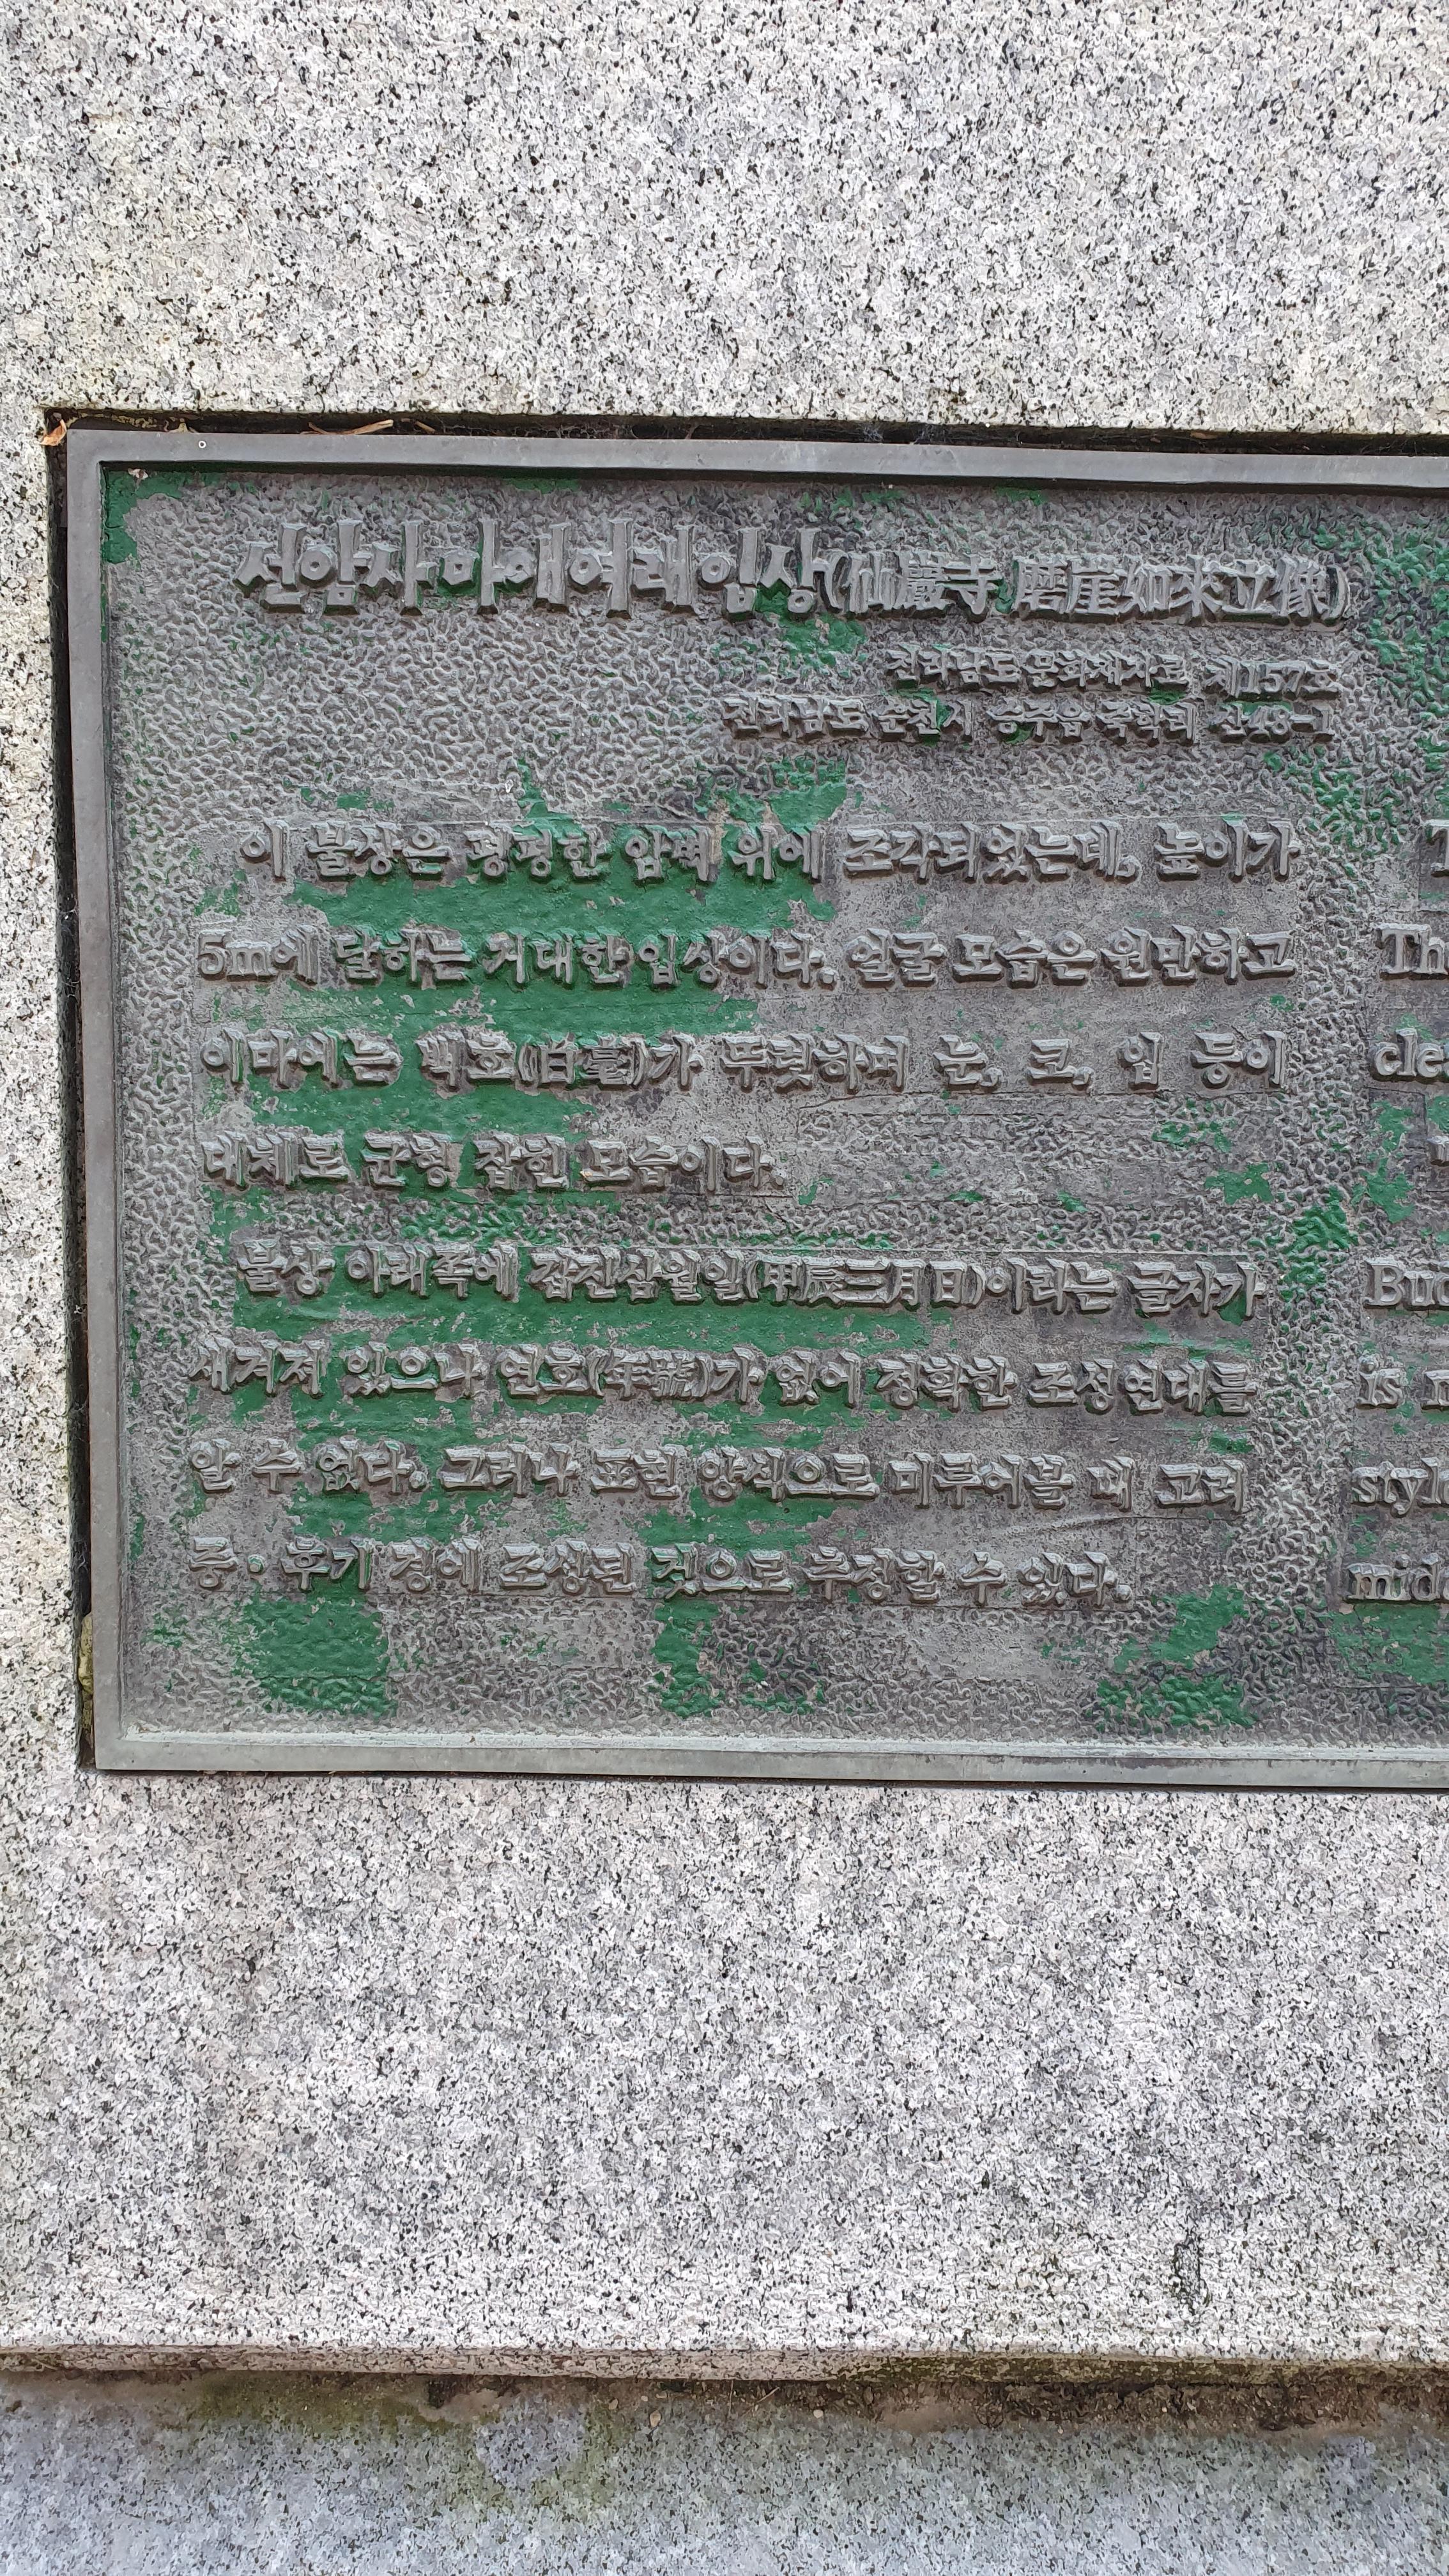 선암사마애여래입상(仙巖寺 磨崖如來立像)
전라남도문화재자료 제157호
전라남도 순천시 승주읍 죽학리 산48-1
이 불상은 평평한 암벽 위에 조각되었는데, 높이가
5m에 달하는 거대한 입상이다. 얼굴 모습은 원만하고
이마에는 백호(白毫)가 뚜렷하며 눈, 코, 입 등이
대체로 균형 잡힌 모습이다.
불상 아래쪽에 갑진삼월일(甲辰三月日)이라는 글자가
새겨져 있으나 연호(年號)가 없어 정확한 조성연대를
알 수 없다. 그러나 표현 양식으로 미루어볼 때 고려
중·후기 경에 조성된 것으로 추정할 수 있다.
T
The
cle
Bud
is
styl
mid